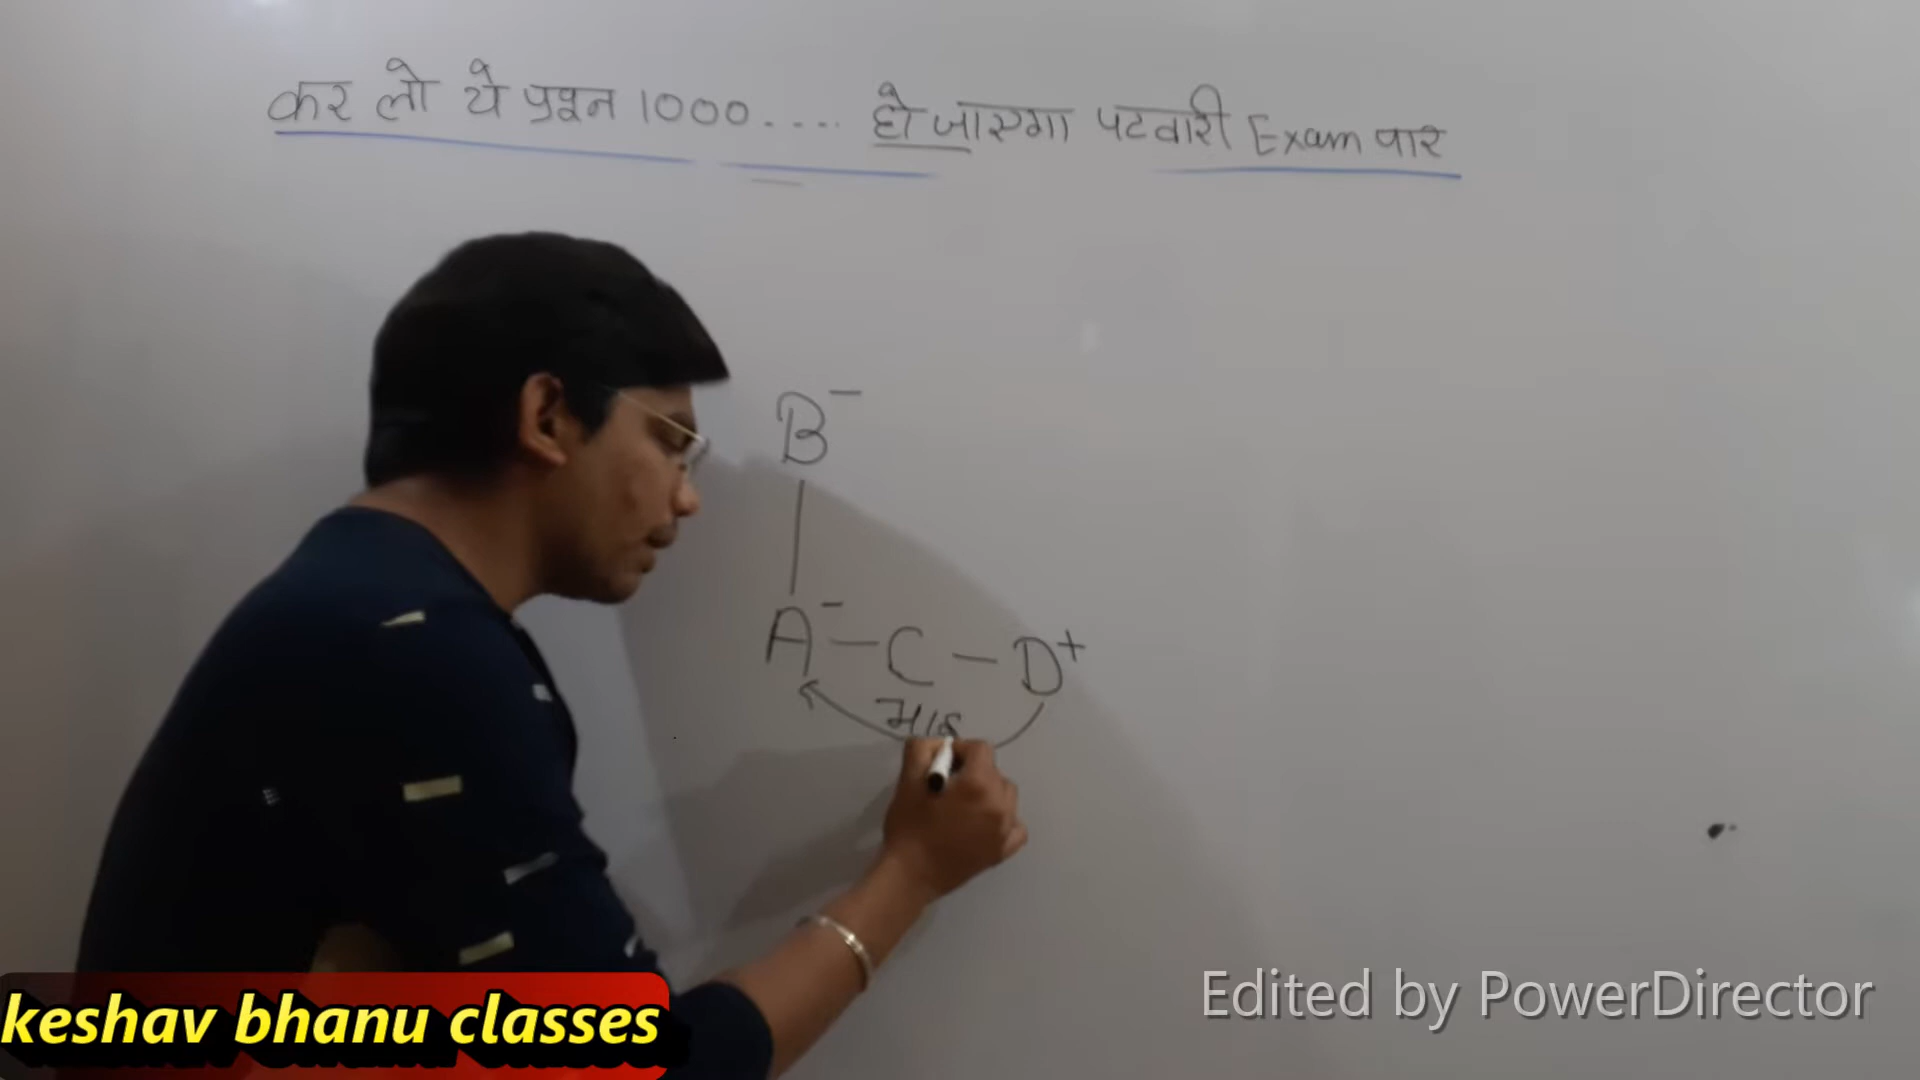 कर लो ये प्रश्न 1000..... हो जाएगा पटवारी Exam पार
B⁻
A⁻ – C – D⁺
keshav bhanu classes
Edited by PowerDirector